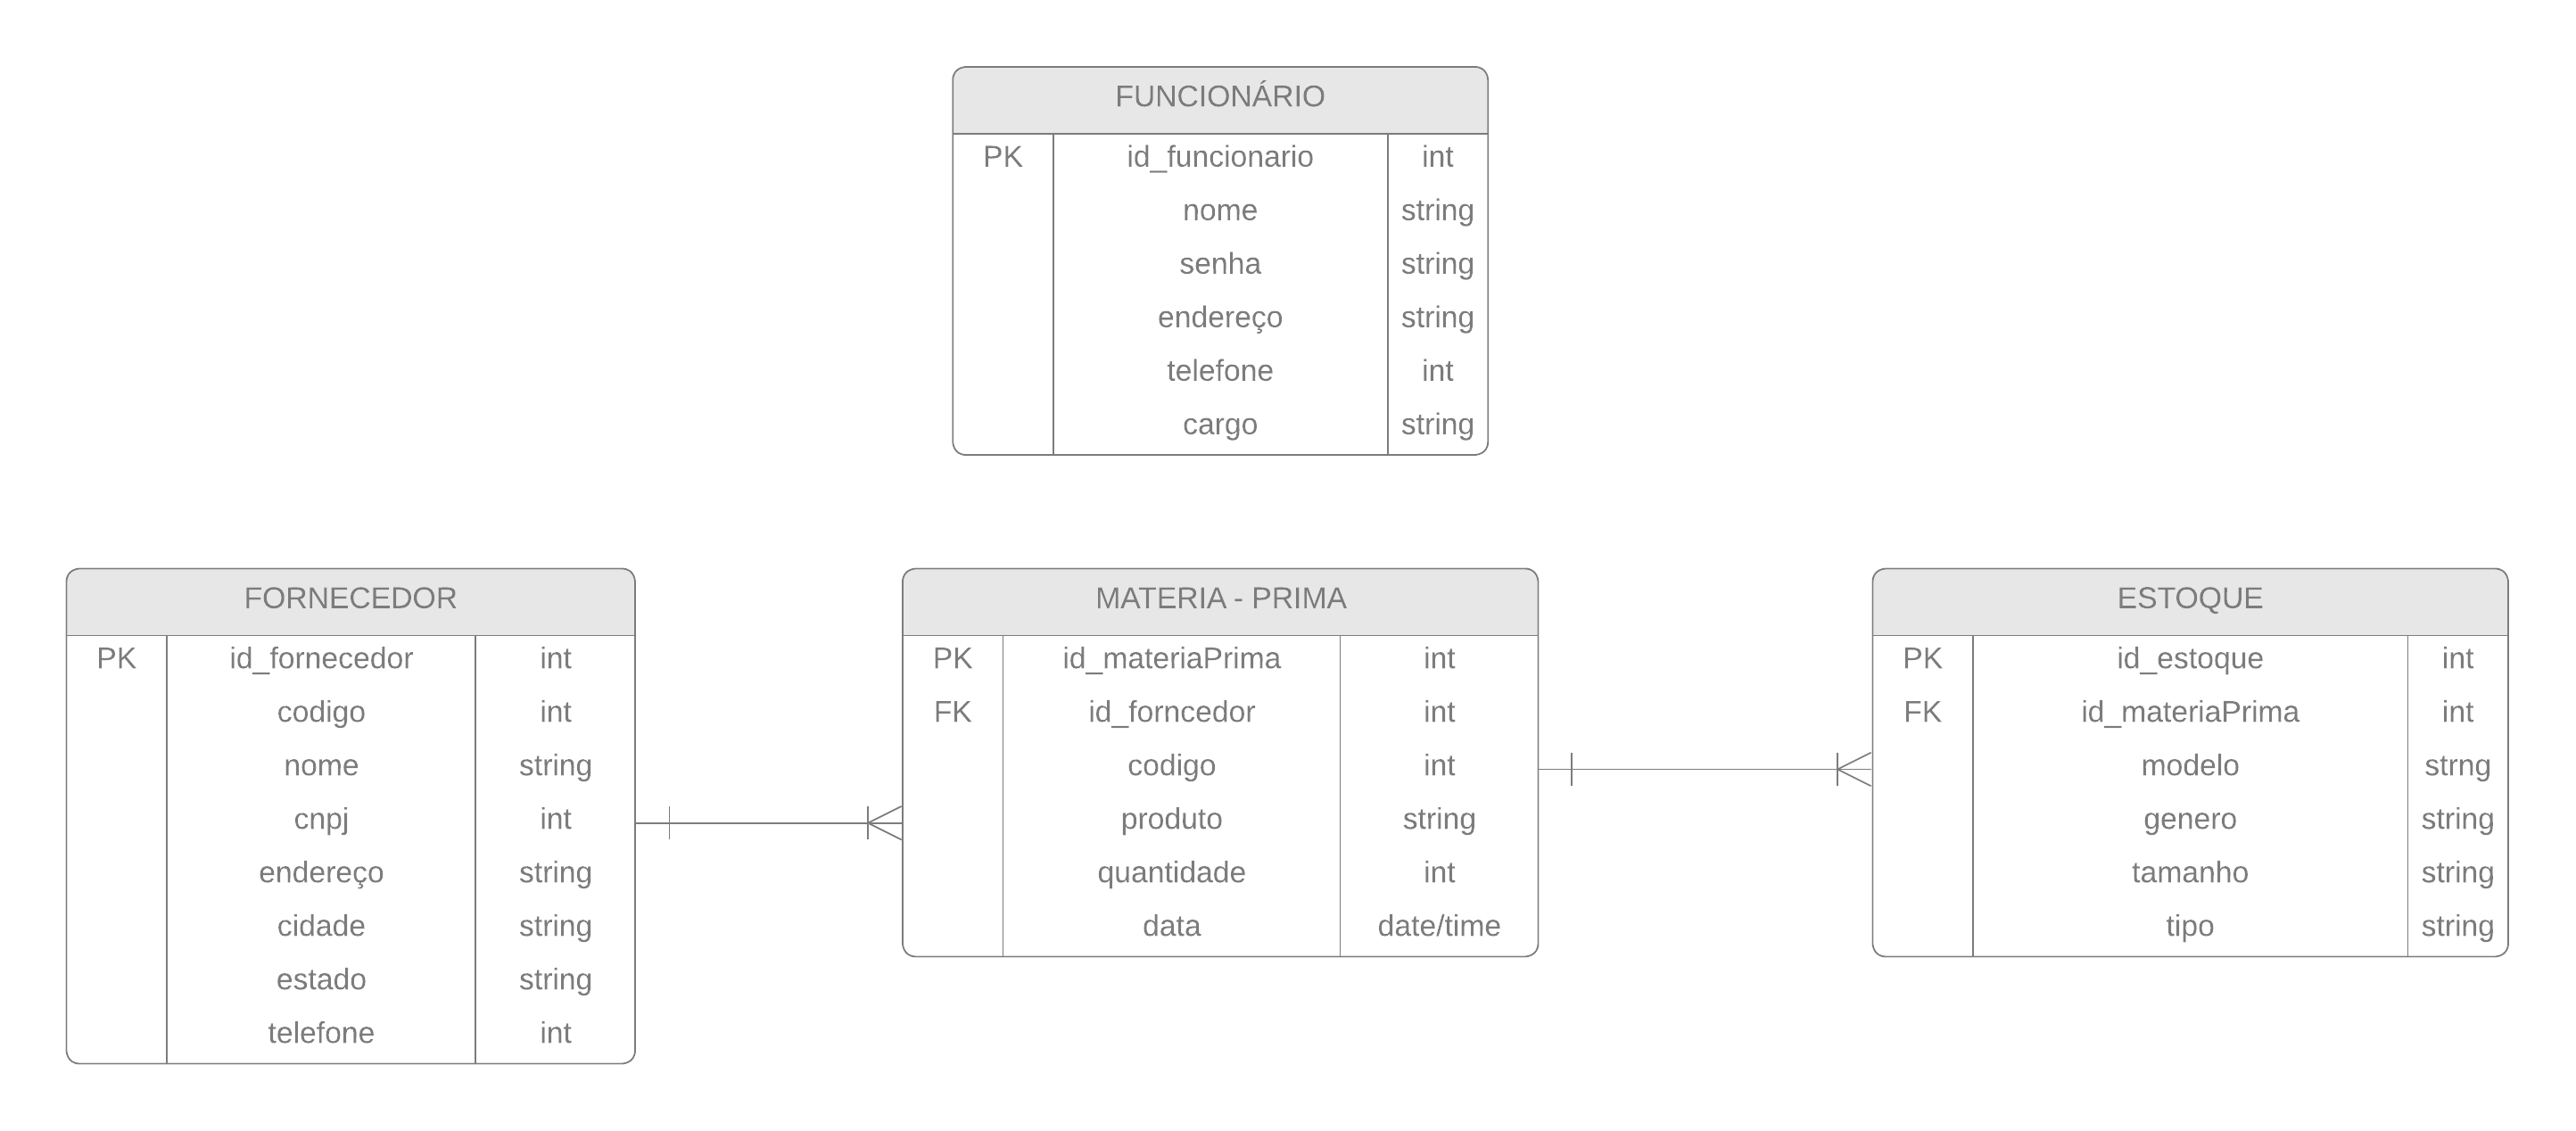 FUNCIONÁRIO
PK id_funcionario int
nome string
senha string
endereço string
telefone int
cargo string
FORNECEDOR
PK id_fornecedor int
codigo int
nome string
cnpj int
endereço string
cidade string
estado string
telefone int
MATERIA - PRIMA
PK id_materiaPrima int
FK id_forncedor int
codigo int
produto string
quantidade int
data date/time
ESTOQUE
PK id_estoque int
FK id_materiaPrima int
modelo strng
genero string
tamanho string
tipo string